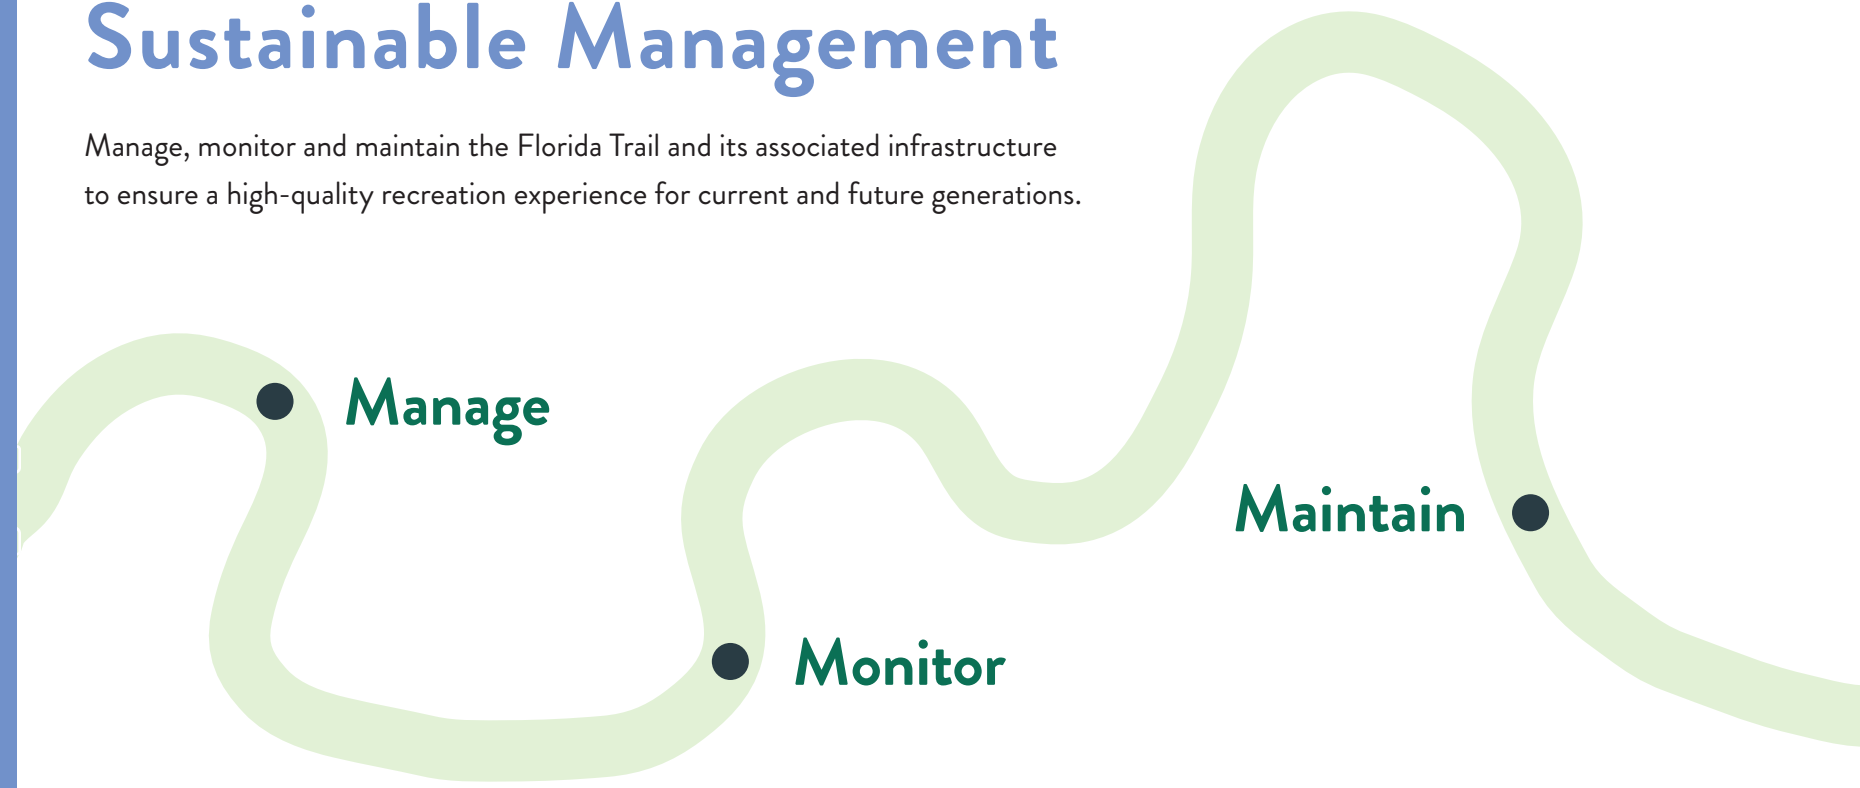 Sustainable Management
Manage, monitor and maintain the Florida Trail and its associated infrastructure
to ensure a high-quality recreation experience for current and future generations.
Manage
Maintain
Monitor